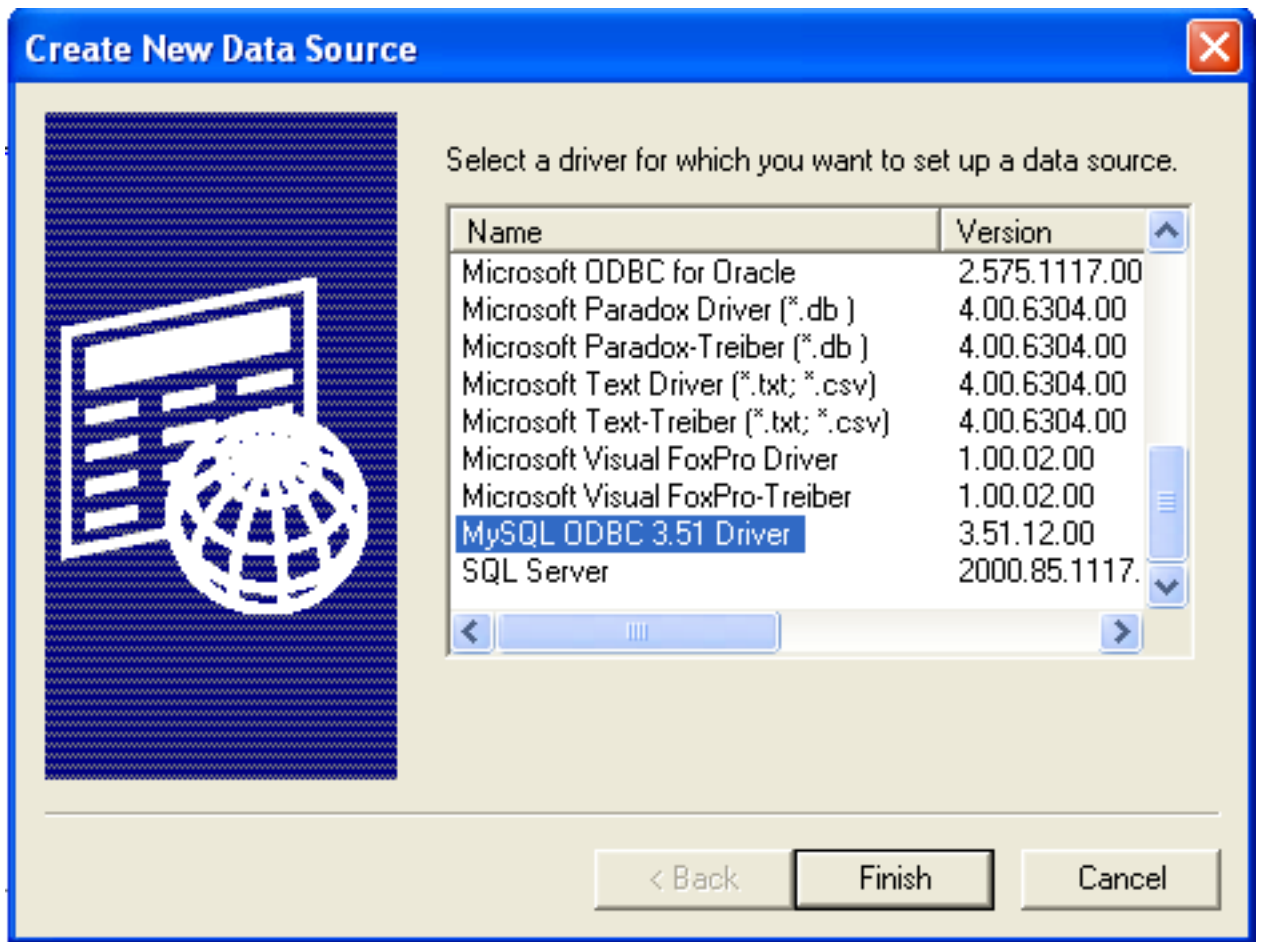 Create New Data Source
Select a driver for which you want to set up a data source.
Name Version
Microsoft ODBC for Oracle 2.575.1117.00
Microsoft Paradox Driver (*.db ) 4.00.6304.00
Microsoft Paradox-Treiber (*.db ) 4.00.6304.00
Microsoft Text Driver (*.txt; *.csv) 4.00.6304.00
Microsoft Text-Treiber (*.txt; *.csv) 4.00.6304.00
Microsoft Visual FoxPro Driver 1.00.02.00
Microsoft Visual FoxPro-Treiber 1.00.02.00
MySQL ODBC 3.51 Driver 3.51.12.00
SQL Server 2000.85.1117.
< Back Finish Cancel